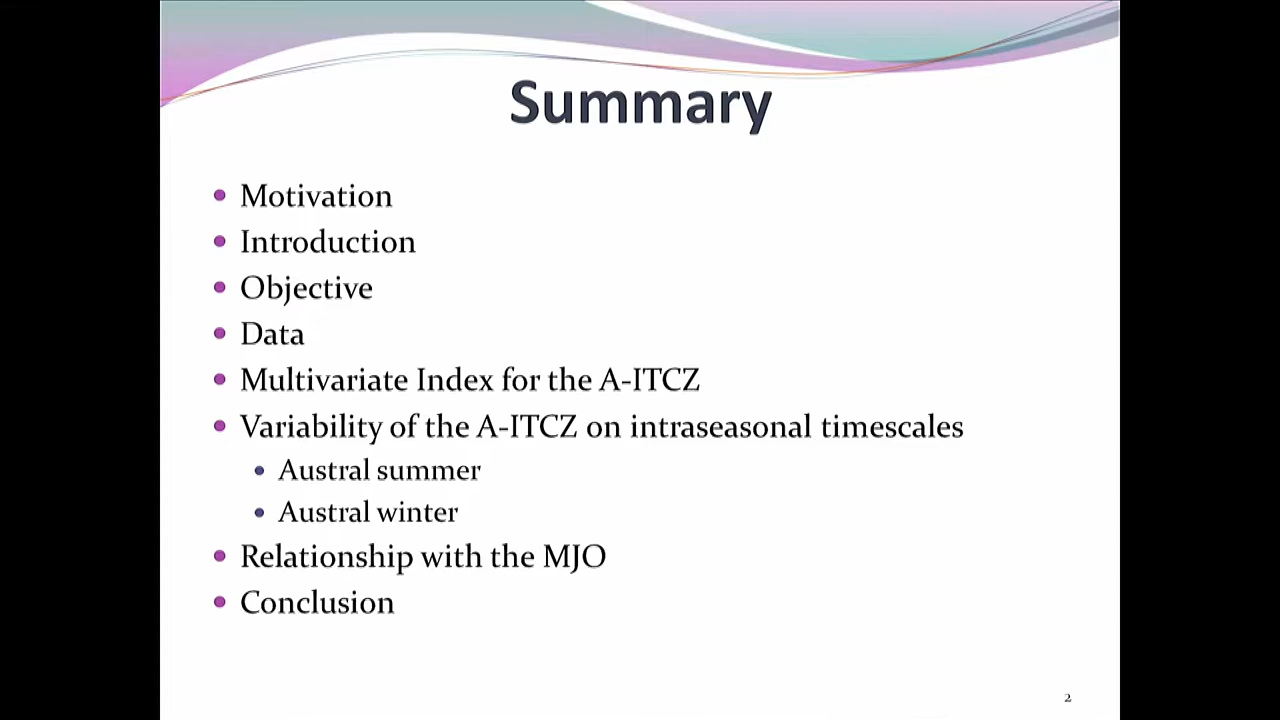 Summary
Motivation
Introduction
Objective
Data
Multivariate Index for the A-ITCZ
Variability of the A-ITCZ on intraseasonal timescales
Austral summer
Austral winter
Relationship with the MJO
Conclusion
2